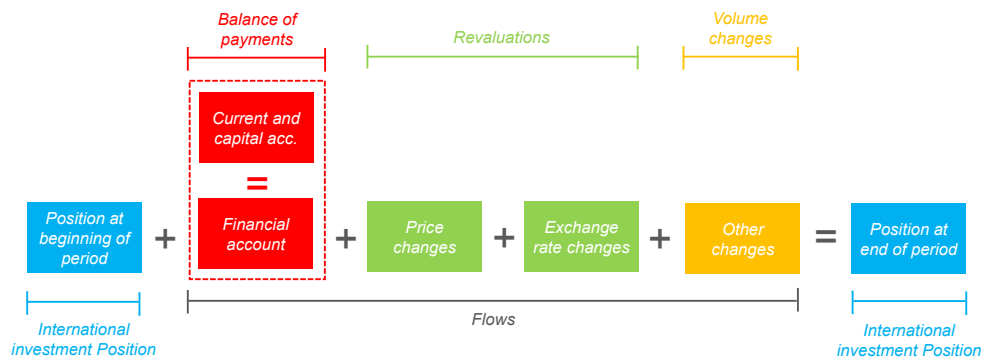 Balance of
payments
Revaluations
Volume
changes
Current and
capital acc.
=
Position at
beginning of
period
+
Financial
account
+
Price
changes
+
Exchange
rate changes
+
Other
changes
=
Position at
end of period
International
investment Position
Flows
International
investment Position